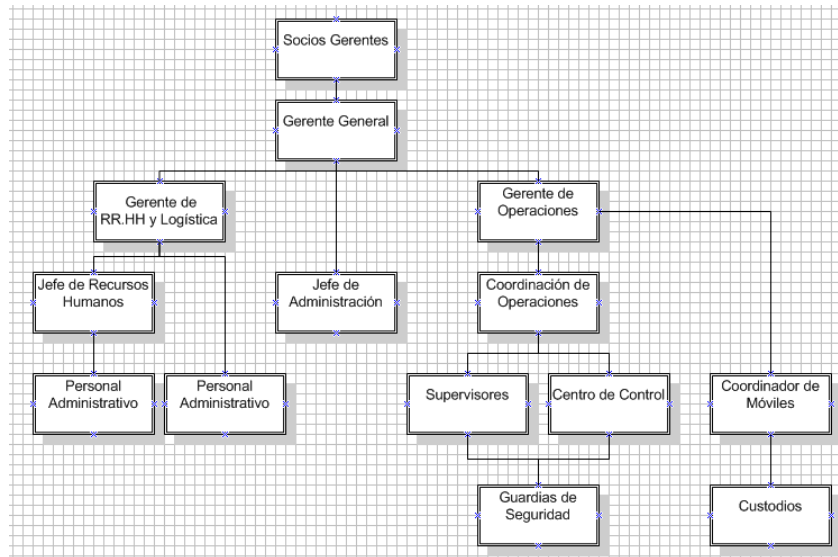 Socios Gerentes
Gerente General
Gerente de
RR.HH y Logística
Gerente de
Operaciones
Jefe de Recursos
Humanos
Jefe de
Administración
Coordinación de
Operaciones
Personal
Administrativo
Personal
Administrativo
Supervisores
Centro de Control
Coordinador de
Móviles
Guardias de
Seguridad
Custodios